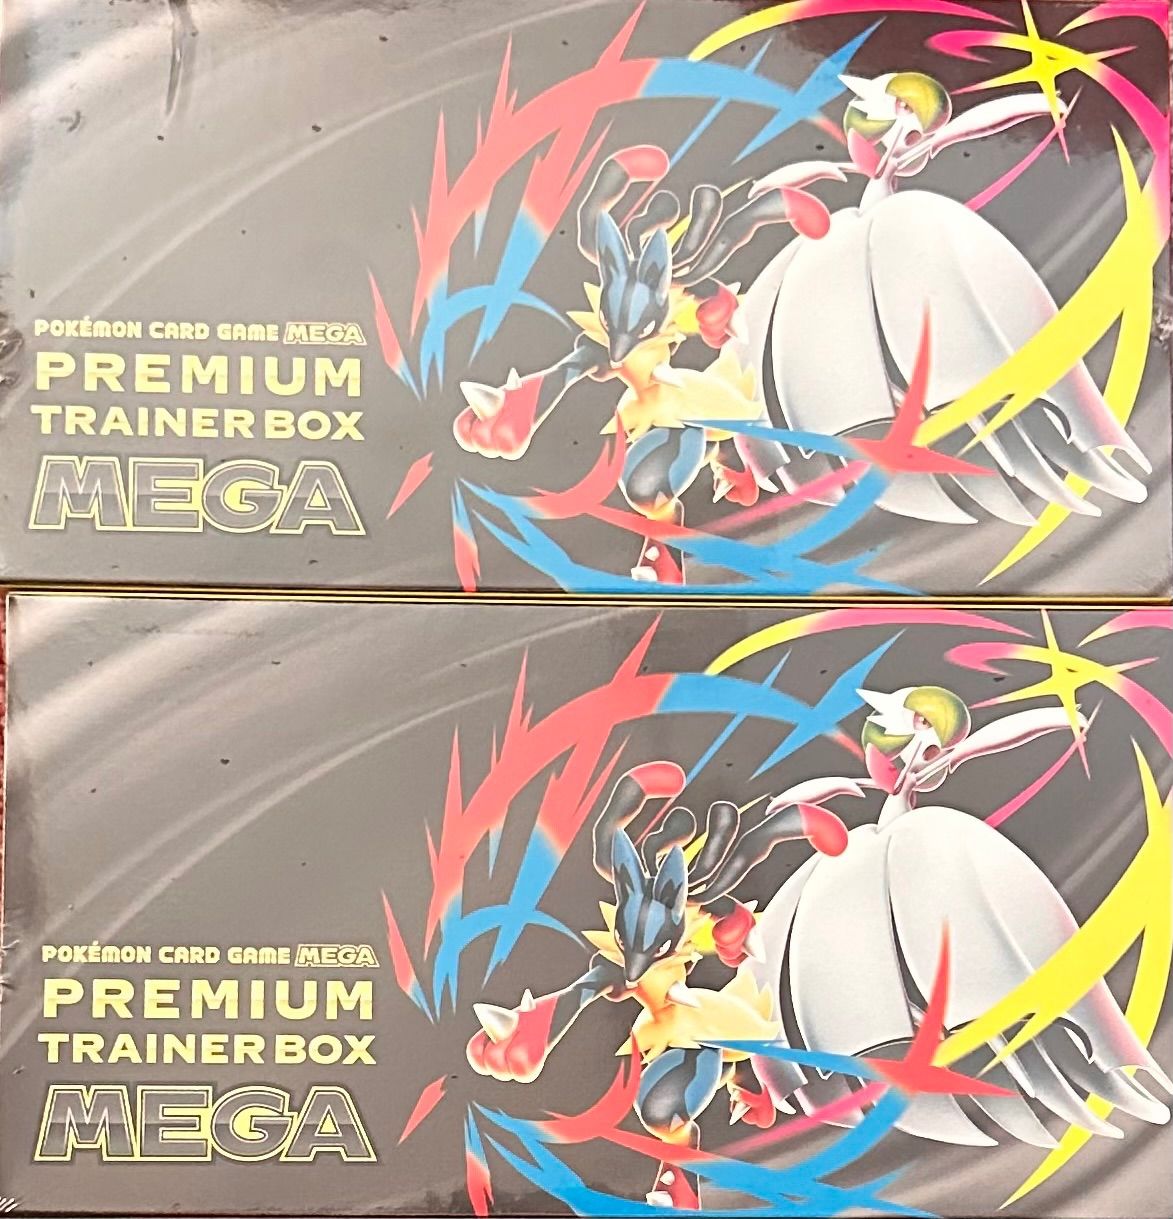 POKÉMON CARD GAME MEGA
PREMIUM
TRAINER BOX
MEGA
POKÉMON CARD GAME MEGA
PREMIUM
TRAINER BOX
MEGA